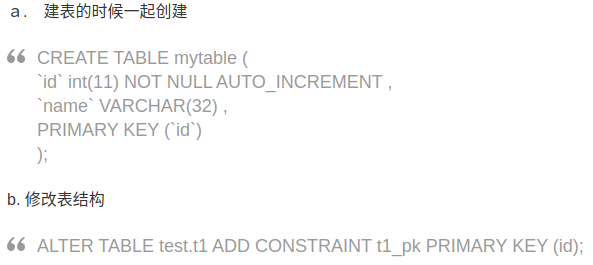 a. 建表的时候一起创建
CREATE TABLE mytable (
`id` int(11) NOT NULL AUTO_INCREMENT ,
`name` VARCHAR(32) ,
PRIMARY KEY (`id`)
);
b. 修改表结构
ALTER TABLE test.t1 ADD CONSTRAINT t1_pk PRIMARY KEY (id);